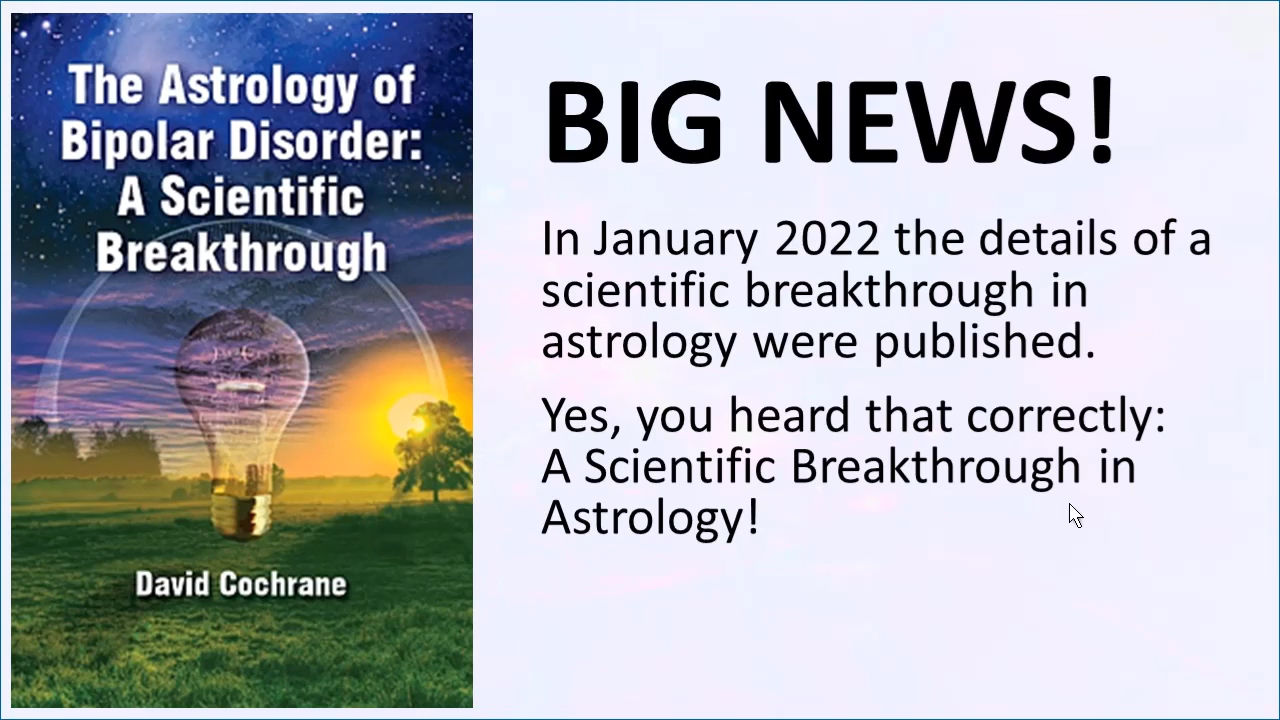 The Astrology of
Bipolar Disorder:
A Scientific
Breakthrough
David Cochrane
BIG NEWS!
In January 2022 the details of a
scientific breakthrough in
astrology were published.
Yes, you heard that correctly:
A Scientific Breakthrough in
Astrology!